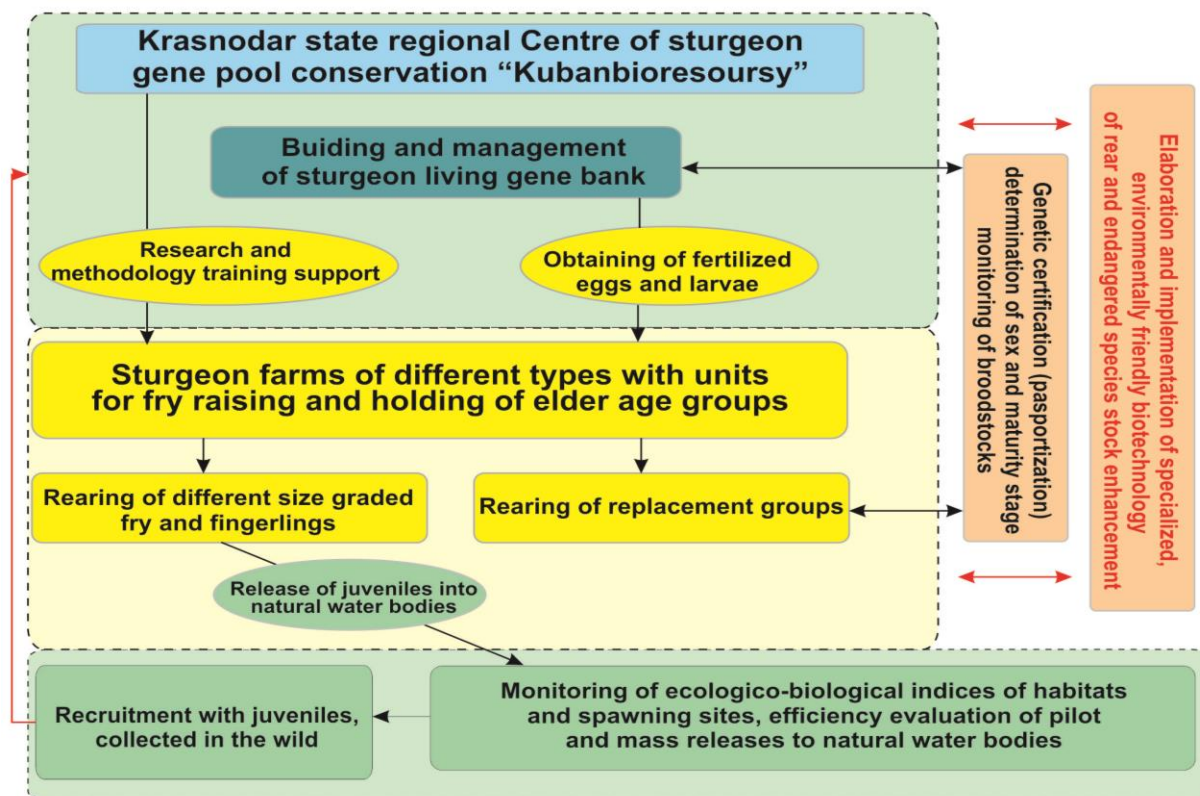 Krasnodar state regional Centre of sturgeon
gene pool conservation “Kubanbioresoursy”
Buiding and management
of sturgeon living gene bank
Research and
methodology training support
Obtaining of fertilized
eggs and larvae
Sturgeon farms of different types with units
for fry raising and holding of elder age groups
Rearing of different size graded
fry and fingerlings
Rearing of replacement groups
Release of juveniles into
natural water bodies
Recruitment with juveniles,
collected in the wild
Monitoring of ecologico-biological indices of habitats
and spawning sites, efficiency evaluation of pilot
and mass releases to natural water bodies
Genetic certification (pasportization)
determination of sex and maturity stage
monitoring of broodstocks
Elaboration and implementation of specialized,
environmentally friendly biotechnology
of rear and endangered species stock enhancement